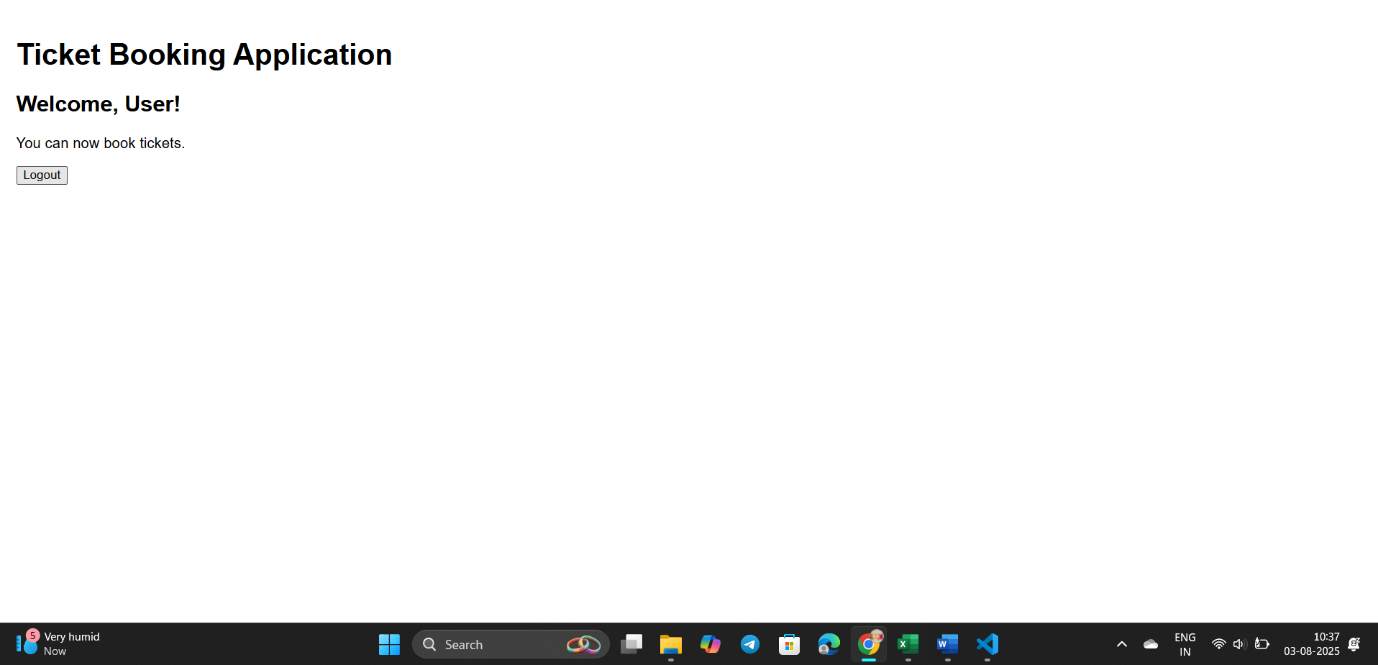 Ticket Booking Application
Welcome, User!
You can now book tickets.
Logout
5
Very humid
Now
Search
ENG
IN
10:37
03-08-2025